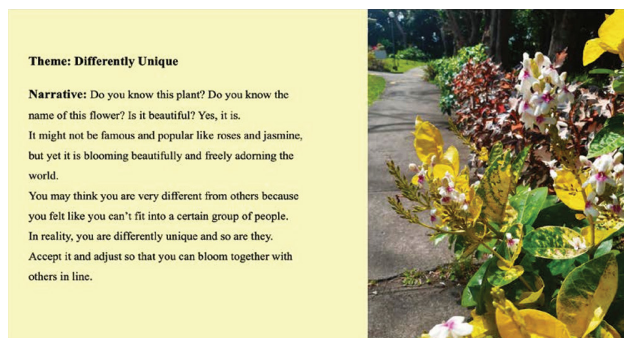 Theme: Differently Unique
Narrative: Do you know this plant? Do you know the
name of this flower? Is it beautiful? Yes, it is.
It might not be famous and popular like roses and jasmine,
but yet it is blooming beautifully and freely adorning the
world.
You may think you are very different from others because
you felt like you can’t fit into a certain group of people.
In reality, you are differently unique and so are they.
Accept it and adjust so that you can bloom together with
others in line.